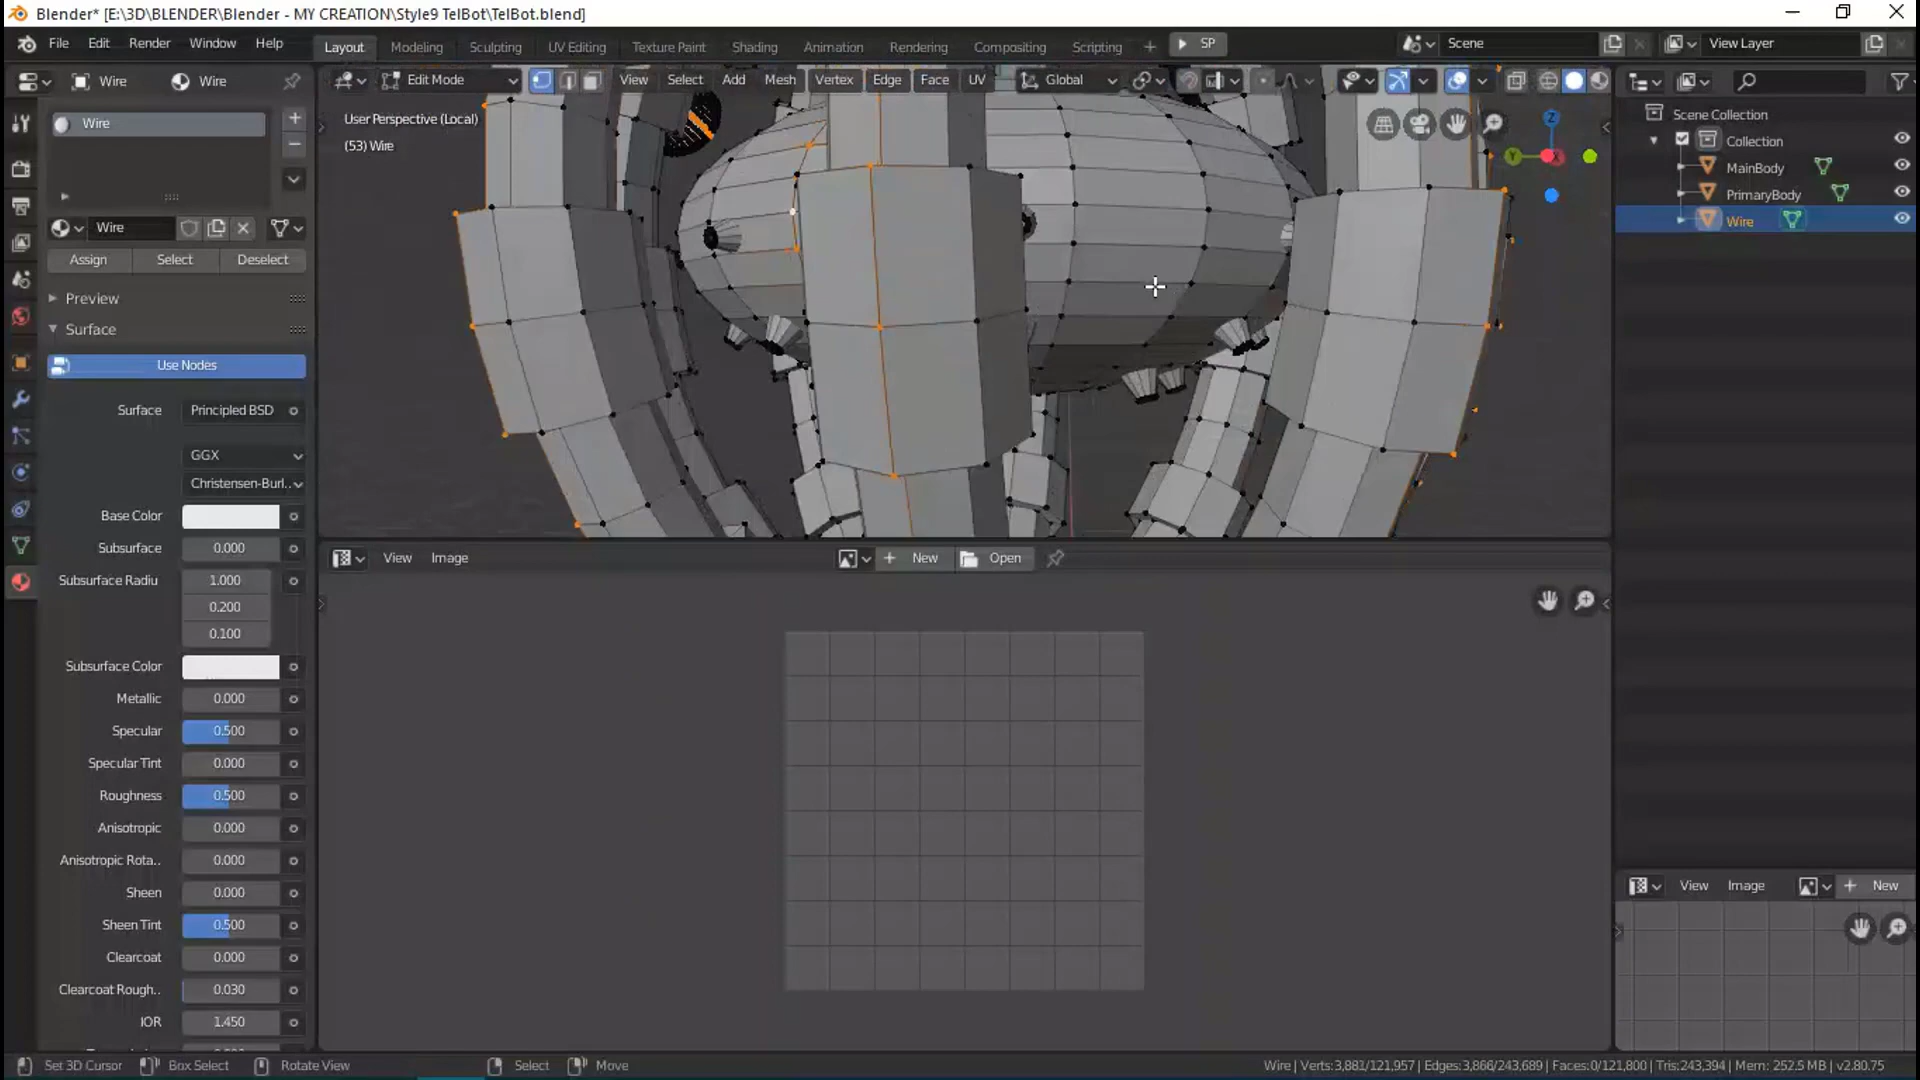 Blender* [E:\3D\BLENDER\Blender - MY CREATION\Style9 TelBot\TelBot.blend]
File Edit Render Window Help Layout Modeling Sculpting UV Editing Texture Paint Shading Animation Rendering Compositing Scripting SP Scene View Layer
Wire Wire Edit Mode View Select Add Mesh Vertex Edge Face UV Global
Wire
User Perspective (Local)
(53) Wire
Scene Collection
Collection
MainBody
PrimaryBody
Wire
Wire
Assign Select Deselect
Preview
Surface
Use Nodes
Surface Principled BSD
GGX
Christensen-Burl..
Base Color
Subsurface 0.000
Subsurface Radiu 1.000
0.200
0.100
Subsurface Color
Metallic 0.000
Specular 0.500
Specular Tint 0.000
Roughness 0.500
Anisotropic 0.000
Anisotropic Rota.. 0.000
Sheen 0.000
Sheen Tint 0.500
Clearcoat 0.000
Clearcoat Rough.. 0.030
IOR 1.450
View Image New Open
View Image New
Set 3D Cursor Box Select Rotate View Select Move
Wire | Verts:3,881/121,957 | Edges:3,866/243,689 | Faces:0/121,800 | Tris:243,394 | Mem: 252.5 MB | v2.80.75